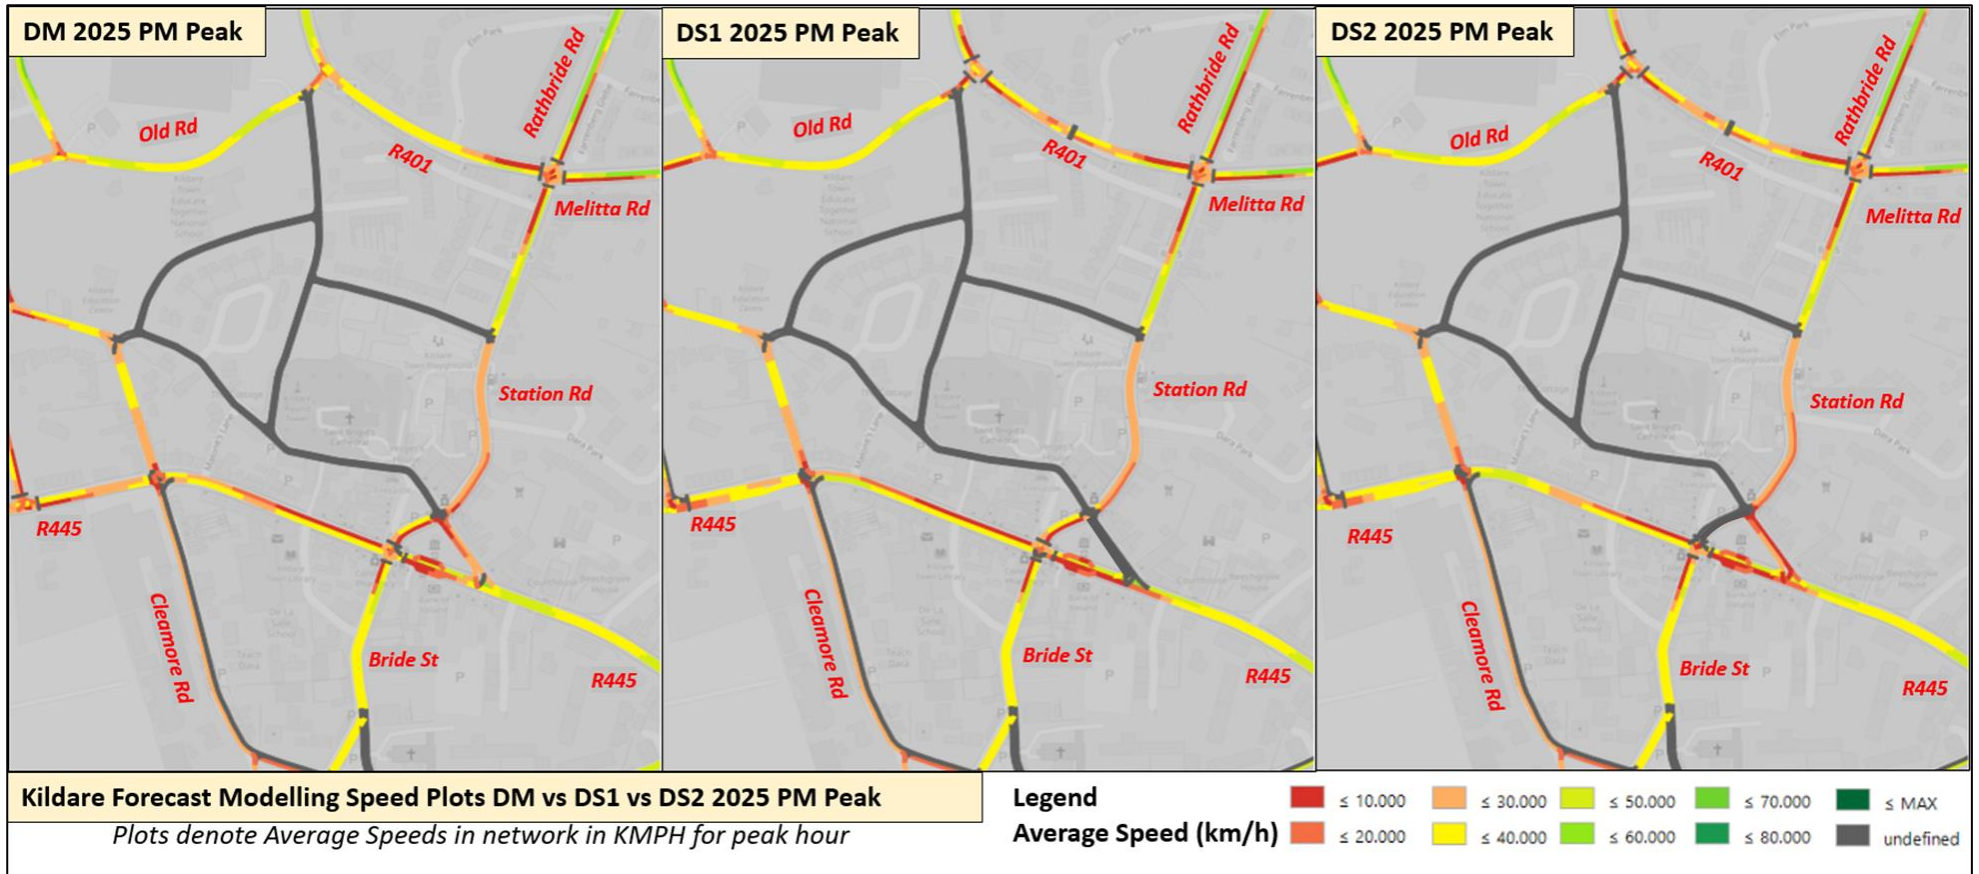 DM 2025 PM Peak
Rathbride Rd
Old Rd
R401
Melitta Rd
Station Rd
R445
Cleamore Rd
Bride St
R445
DS1 2025 PM Peak
Rathbride Rd
Old Rd
R401
Melitta Rd
Station Rd
R445
Cleamore Rd
Bride St
R445
DS2 2025 PM Peak
Rathbride Rd
Old Rd
R401
Melitta Rd
Station Rd
R445
Cleamore Rd
Bride St
R445
Kildare Forecast Modelling Speed Plots DM vs DS1 vs DS2 2025 PM Peak
Plots denote Average Speeds in network in KMPH for peak hour
Legend
Average Speed (km/h)
≤ 10.000
≤ 30.000
≤ 50.000
≤ 70.000
≤ MAX
≤ 20.000
≤ 40.000
≤ 60.000
≤ 80.000
undefined